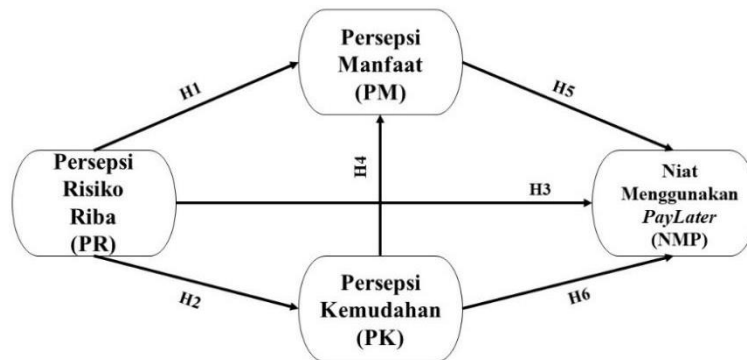 Persepsi
Manfaat
(PM)
H1
H5
Persepsi
Risiko
Riba
(PR)
H4
H3
Niat
Menggunakan
PayLater
(NMP)
H2
Persepsi
Kemudahan
(PK)
H6